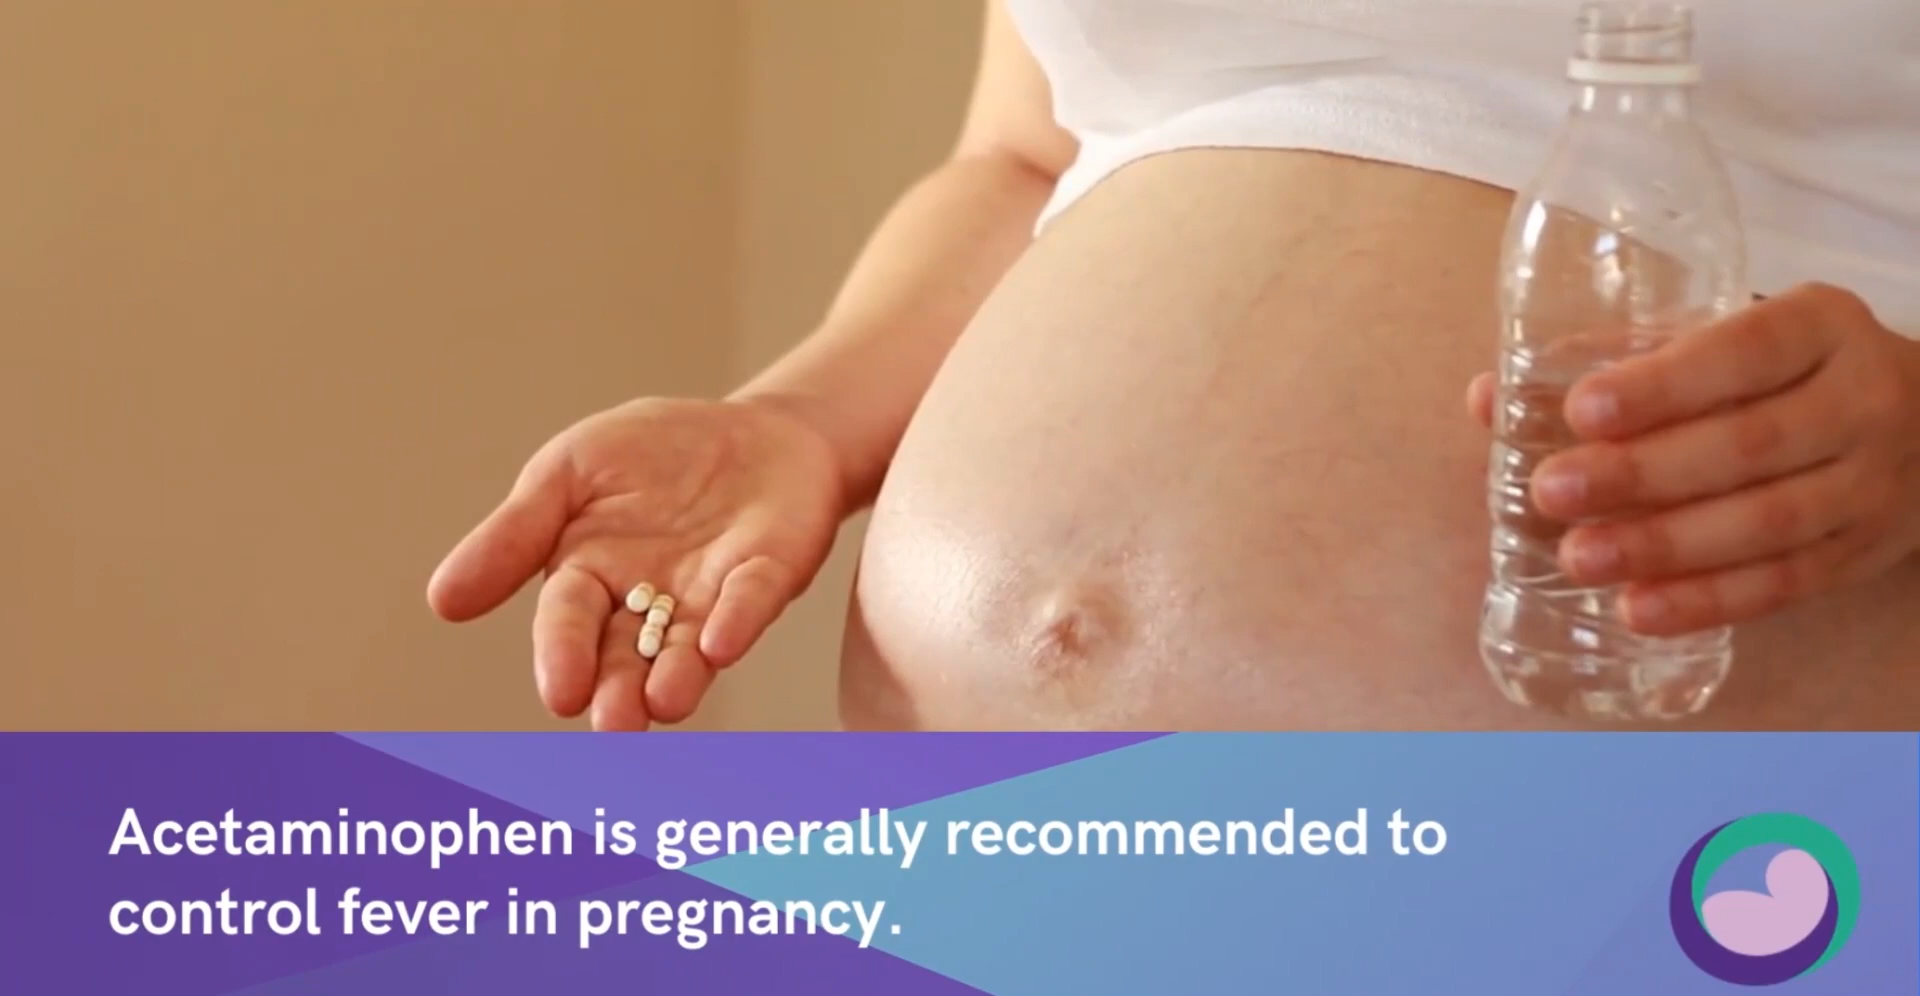 Acetaminophen is generally recommended to
control fever in pregnancy.